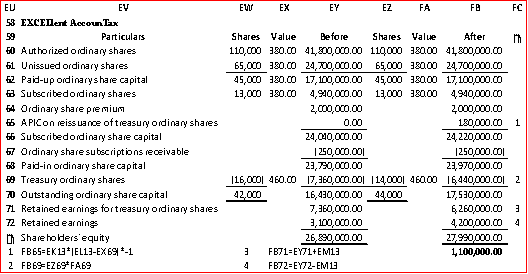 EU EV EW EX EY EZ FA FB FC
58 EXCELlent AccounTax
59 Particulars Shares Value Before Shares Value After
60 Authorized ordinary shares 110,000 380.00 41,800,000.00 110,000 380.00 41,800,000.00
61 Unissued ordinary shares 65,000 380.00 24,700,000.00 65,000 380.00 24,700,000.00
62 Paid-up ordinary share capital 45,000 380.00 17,100,000.00 45,000 380.00 17,100,000.00
63 Subscribed ordinary shares 13,000 380.00 4,940,000.00 13,000 380.00 4,940,000.00
64 Ordinary share premium 2,000,000.00 2,000,000.00
65 APIC on reissuance of treasury ordinary shares 0.00 180,000.00 1
66 Subscribed ordinary share capital 24,040,000.00 24,220,000.00
67 Ordinary share subscriptions receivable (250,000.00) (250,000.00)
68 Paid-in ordinary share capital 23,790,000.00 23,970,000.00
69 Treasury ordinary shares (16,000) 460.00 (7,360,000.00) (14,000) 460.00 (6,440,000.00) 2
70 Outstanding ordinary share capital 42,000 16,430,000.00 44,000 17,530,000.00
71 Retained earnings for treasury ordinary shares 7,360,000.00 6,260,000.00 3
72 Retained earnings 3,100,000.00 4,200,000.00 4
Shareholders' equity 26,890,000.00 27,990,000.00
1 FB65=EK13*(EL13-EX69)*-1 3 FB71=EY71+EM13 1,100,000.00
2 FB69=EZ69*FA69 4 FB72=EY72-EM13